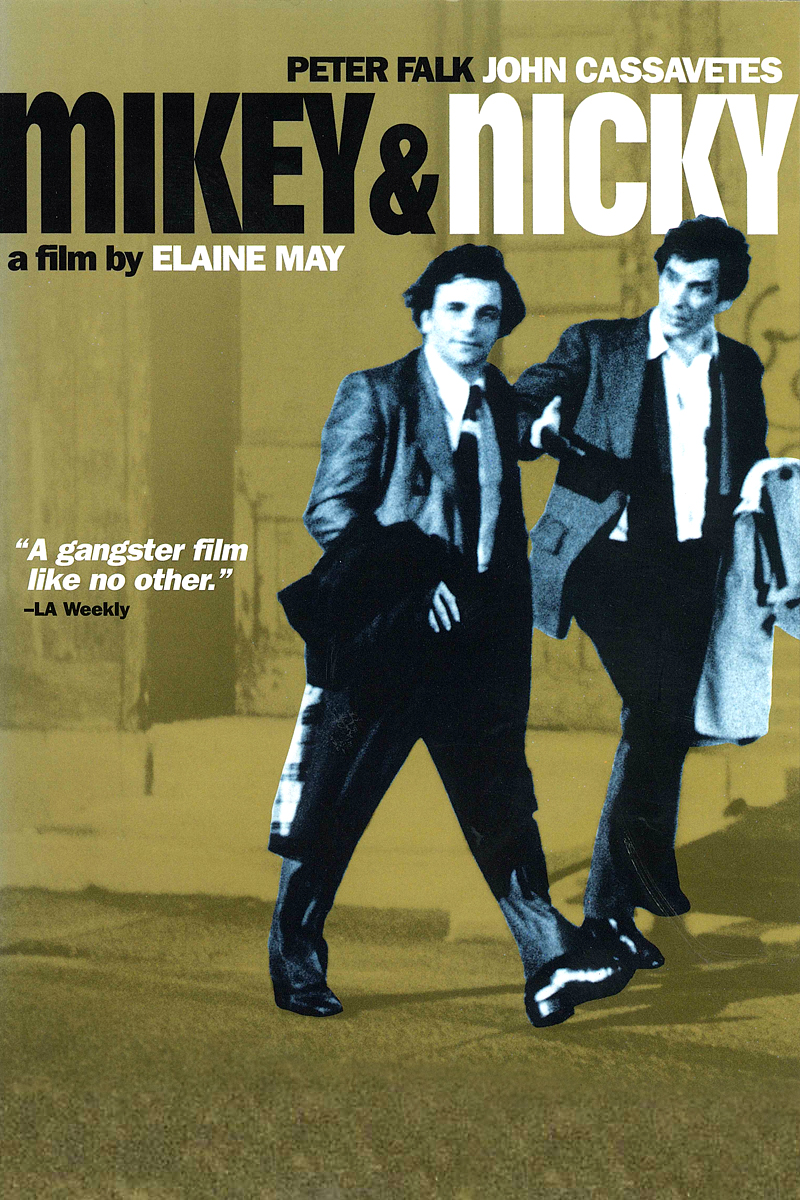 PETER FALK JOHN CASSAVETES
MIKEY & NICKY
a film by ELAINE MAY
“A gangster film
like no other.”
–LA Weekly